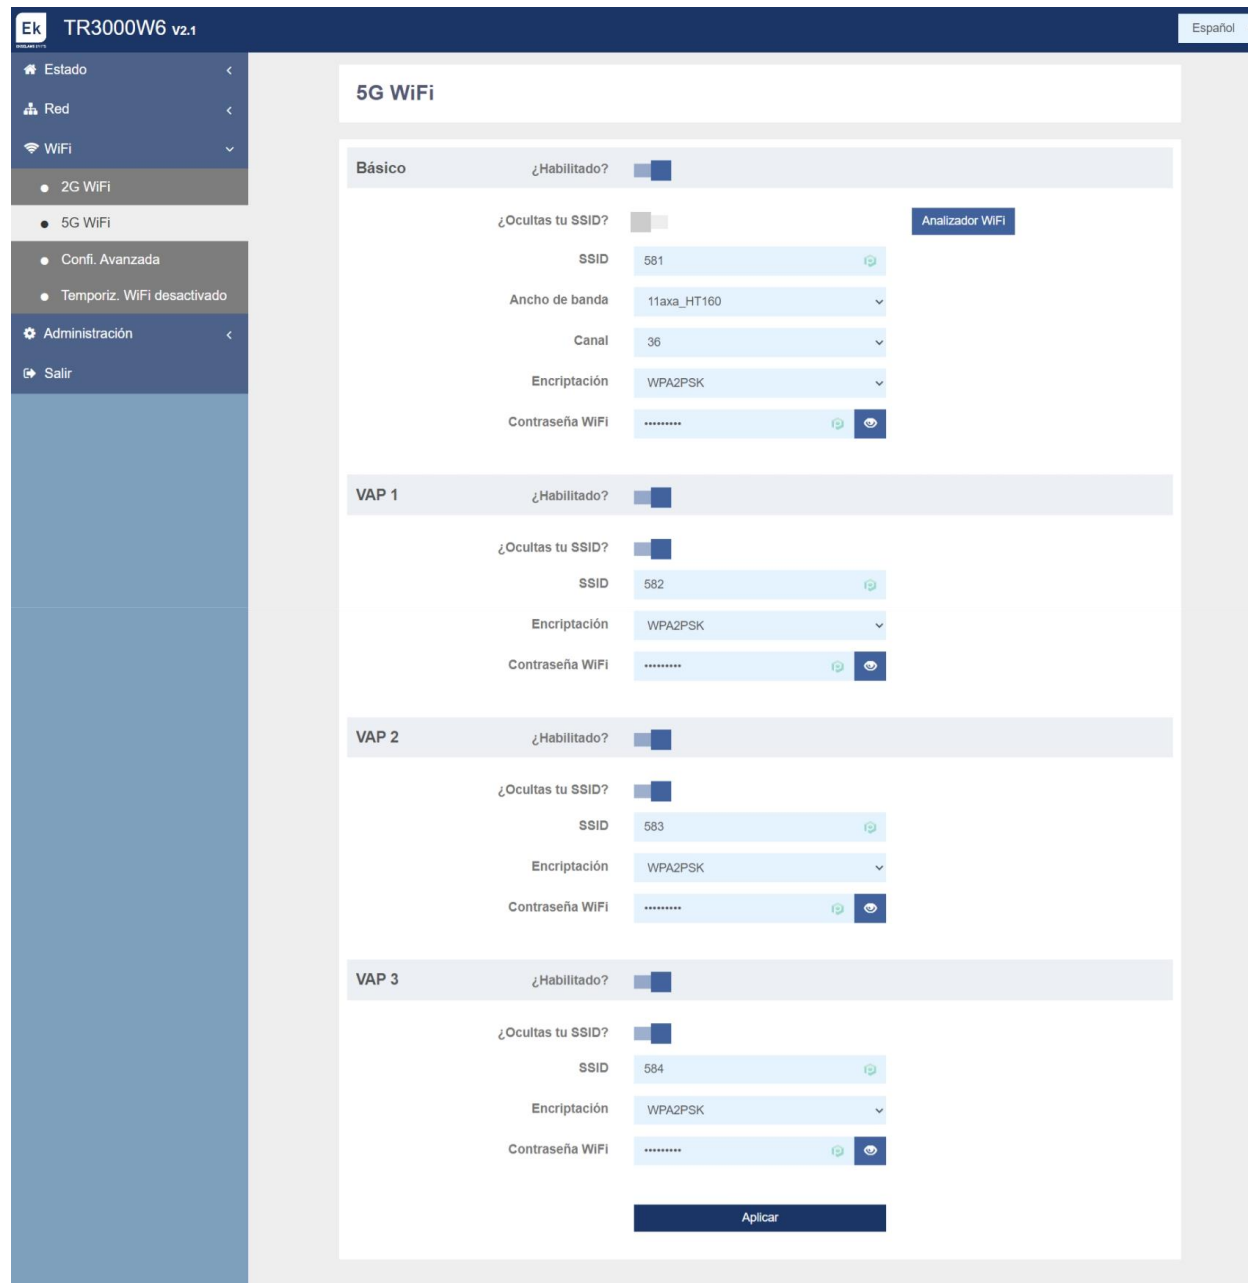 Ek TR3000W6 V2.1
Español
Estado
Red
WiFi
2G WiFi
5G WiFi
Confi. Avanzada
Temporiz. WiFi desactivado
Administración
Salir
5G WiFi
Básico ¿Habilitado?
¿Ocultas tu SSID? Analizador WiFi
SSID 581
Ancho de banda 11axa_HT160
Canal 36
Encriptación WPA2PSK
Contraseña WiFi •••••••••
VAP 1 ¿Habilitado?
¿Ocultas tu SSID?
SSID 582
Encriptación WPA2PSK
Contraseña WiFi •••••••••
VAP 2 ¿Habilitado?
¿Ocultas tu SSID?
SSID 583
Encriptación WPA2PSK
Contraseña WiFi •••••••••
VAP 3 ¿Habilitado?
¿Ocultas tu SSID?
SSID 584
Encriptación WPA2PSK
Contraseña WiFi •••••••••
Aplicar